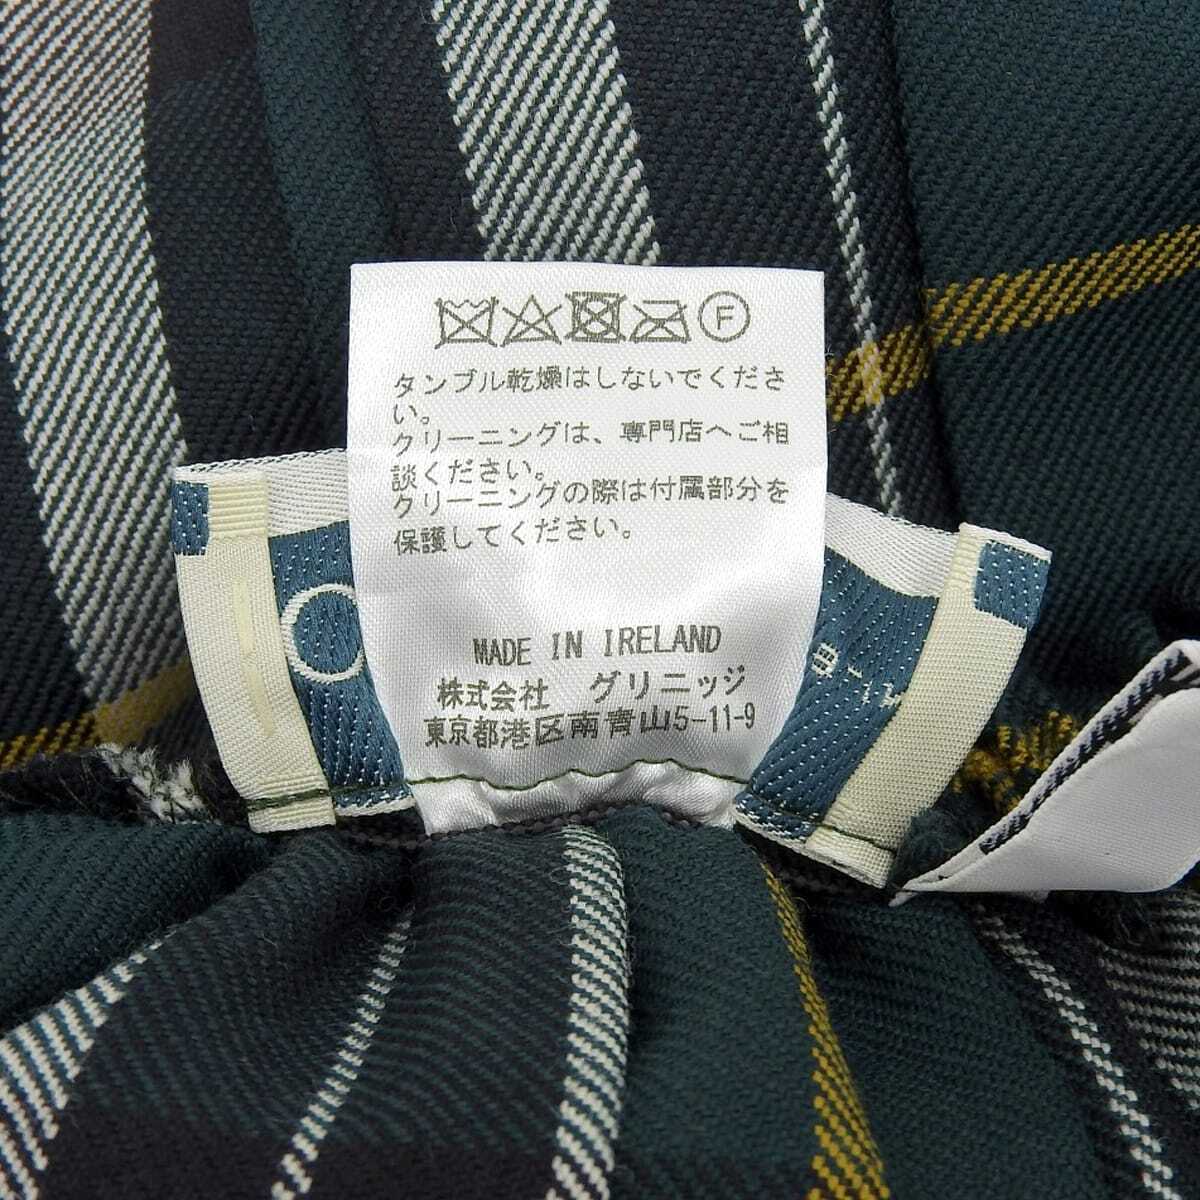 F
タンブル乾燥はしないでくださ
い。
クリーニングは、専門店へご相
談ください。
クリーニングの際は付属部分を
保護してください。
MADE IN IRELAND
株式会社 グリニッジ
東京都港区南青山5-11-9